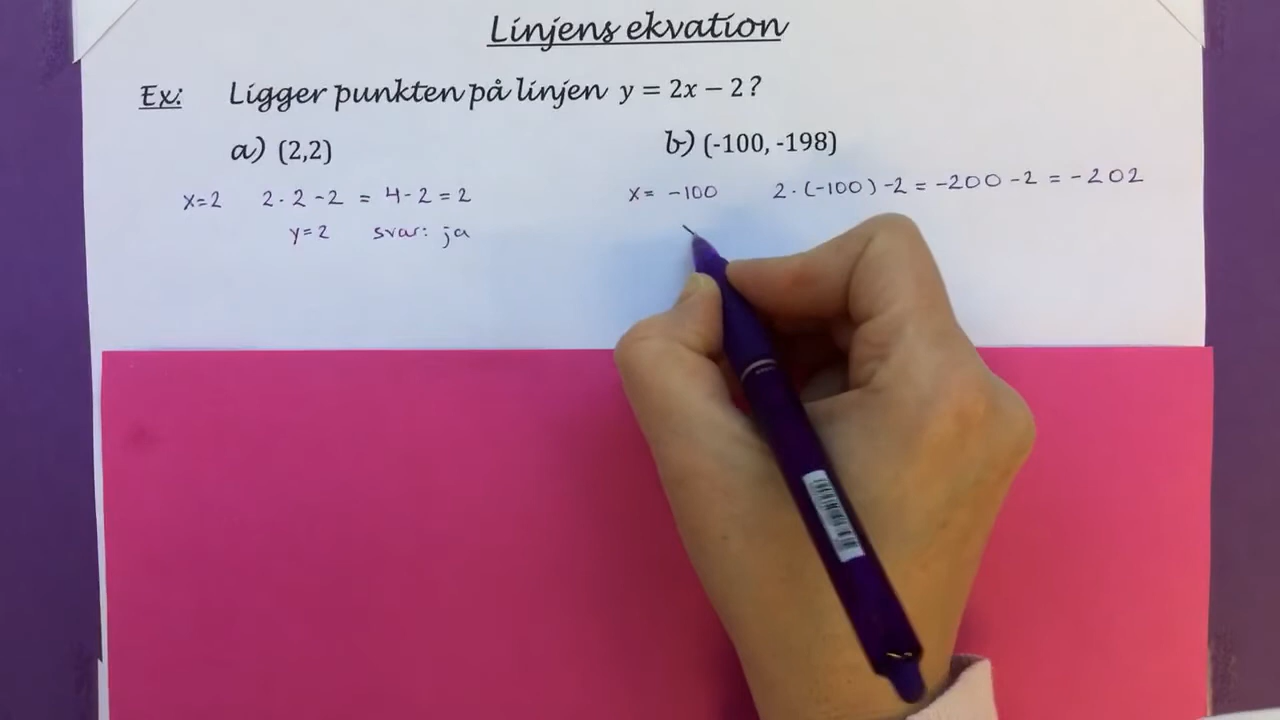 Linjens ekvation
Ex: Ligger punkten på linjen y = 2x − 2?
a) (2,2)
x=2 2·2-2 = 4-2=2
y=2 svar: ja
b) (-100, -198)
x= -100 2·(-100)-2 = -200-2 = -202